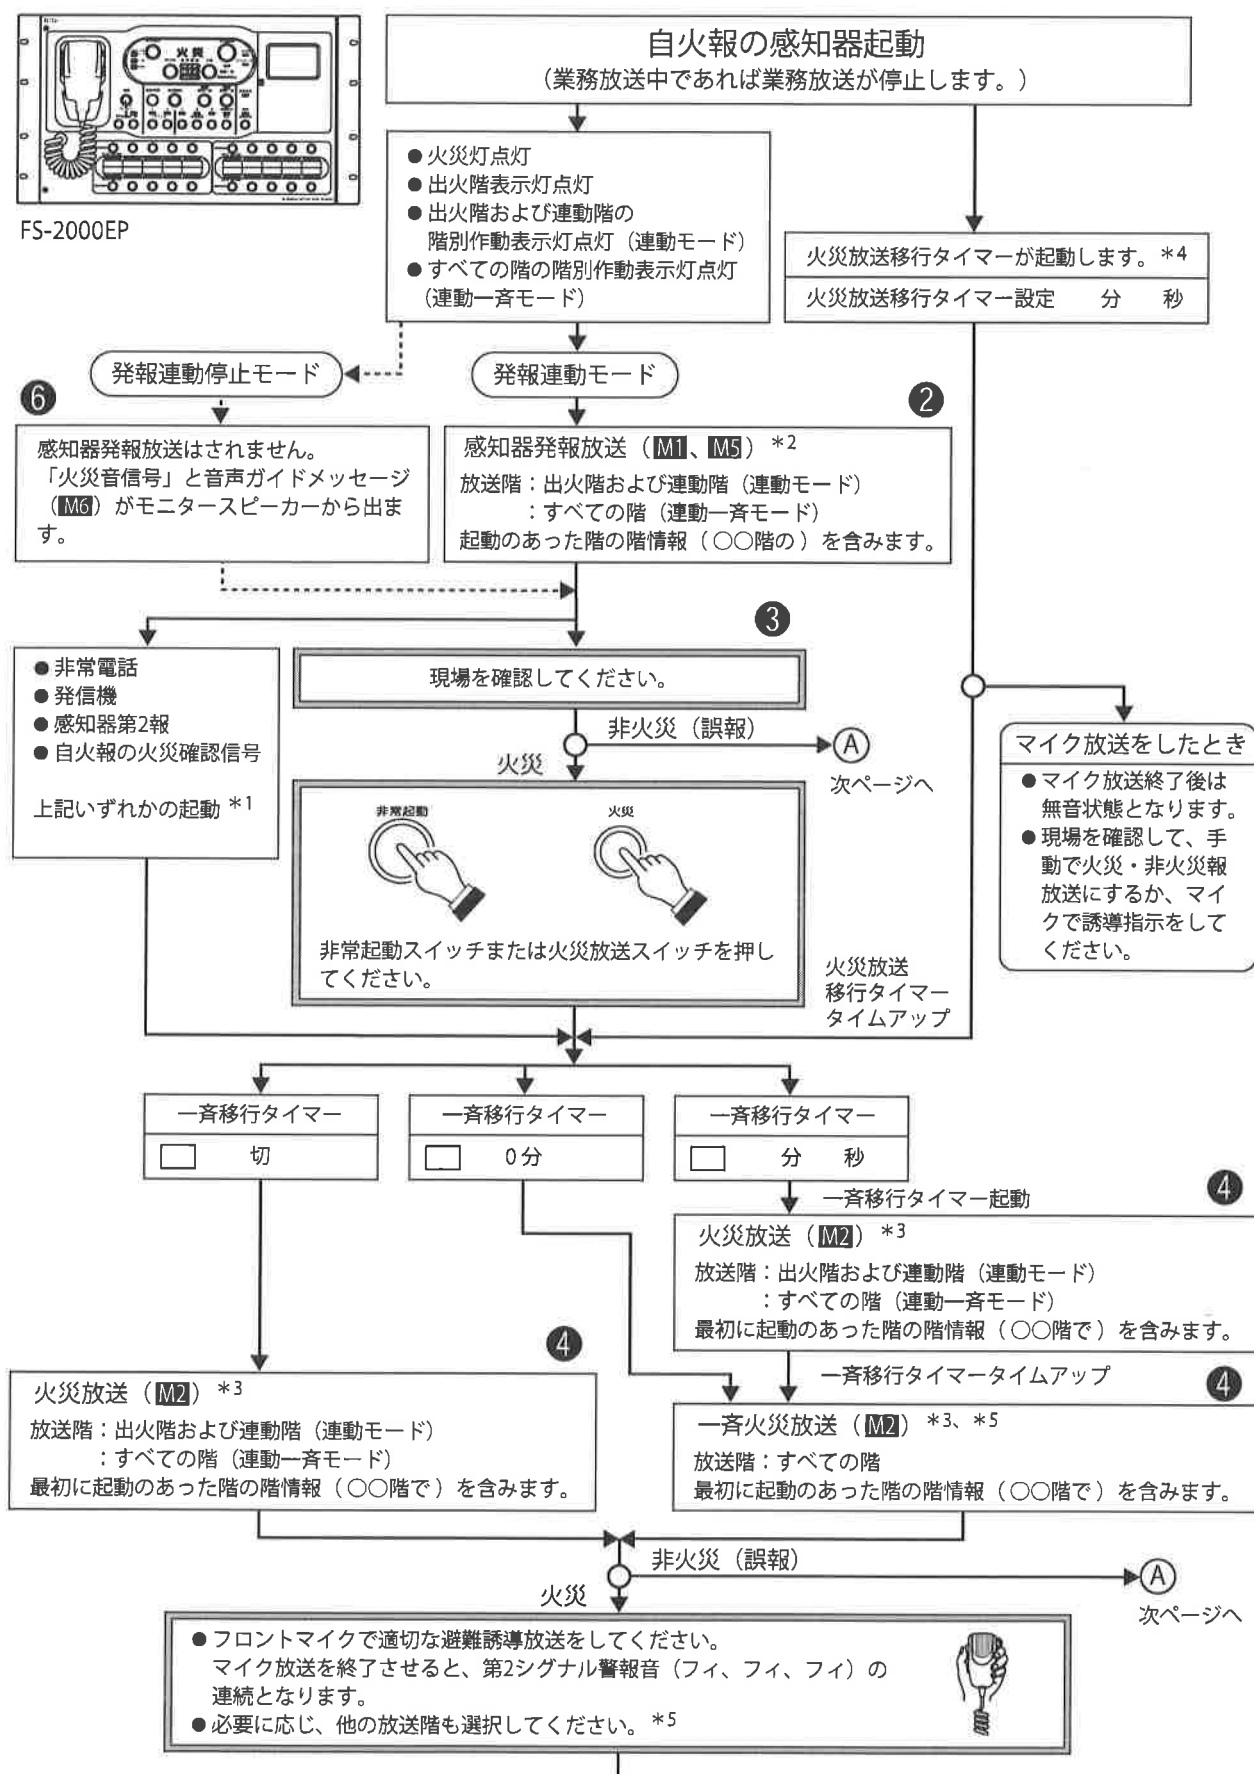 火災
FS-2000EP
自火報の感知器起動
(業務放送中であれば業務放送が停止します。)
●火災灯点灯
●出火階表示灯点灯
●出火階および連動階の
階別作動表示灯点灯（連動モード）
●すべての階の階別作動表示灯点灯
（連動一斉モード）
火災放送移行タイマーが起動します。*4
火災放送移行タイマー設定 分 秒
発報連動停止モード
発報連動モード
6
感知器発報放送はされません。
「火災音信号」と音声ガイドメッセージ
（M6）がモニタースピーカーから出ま
す。
2
感知器発報放送（M1、M5）*2
放送階：出火階および連動階（連動モード）
：すべての階（連動一斉モード）
起動のあった階の階情報（○○階の）を含みます。
●非常電話
●発信機
●感知器第2報
●自火報の火災確認信号
上記いずれかの起動 *1
3
現場を確認してください。
非火災（誤報）
A
次ページへ
火災
非常起動
火災
非常起動スイッチまたは火災放送スイッチを押し
てください。
マイク放送をしたとき
●マイク放送終了後は
無音状態となります。
●現場を確認して、手
動で火災・非火災報
放送にするか、マイ
クで誘導指示をして
ください。
火災放送
移行タイマー
タイムアップ
一斉移行タイマー
切
一斉移行タイマー
0分
一斉移行タイマー
分 秒
一斉移行タイマー起動
4
火災放送（M2）*3
放送階：出火階および連動階（連動モード）
：すべての階（連動一斉モード）
最初に起動のあった階の階情報（○○階で）を含みます。
一斉移行タイマータイムアップ
4
火災放送（M2）*3
放送階：出火階および連動階（連動モード）
：すべての階（連動一斉モード）
最初に起動のあった階の階情報（○○階で）を含みます。
4
一斉火災放送（M2）*3、*5
放送階：すべての階
最初に起動のあった階の階情報（○○階で）を含みます。
非火災（誤報）
A
次ページへ
火災
●フロントマイクで適切な避難誘導放送をしてください。
マイク放送を終了させると、第2シグナル警報音（フィ、フィ、フィ）の
連続となります。
●必要に応じ、他の放送階も選択してください。*5